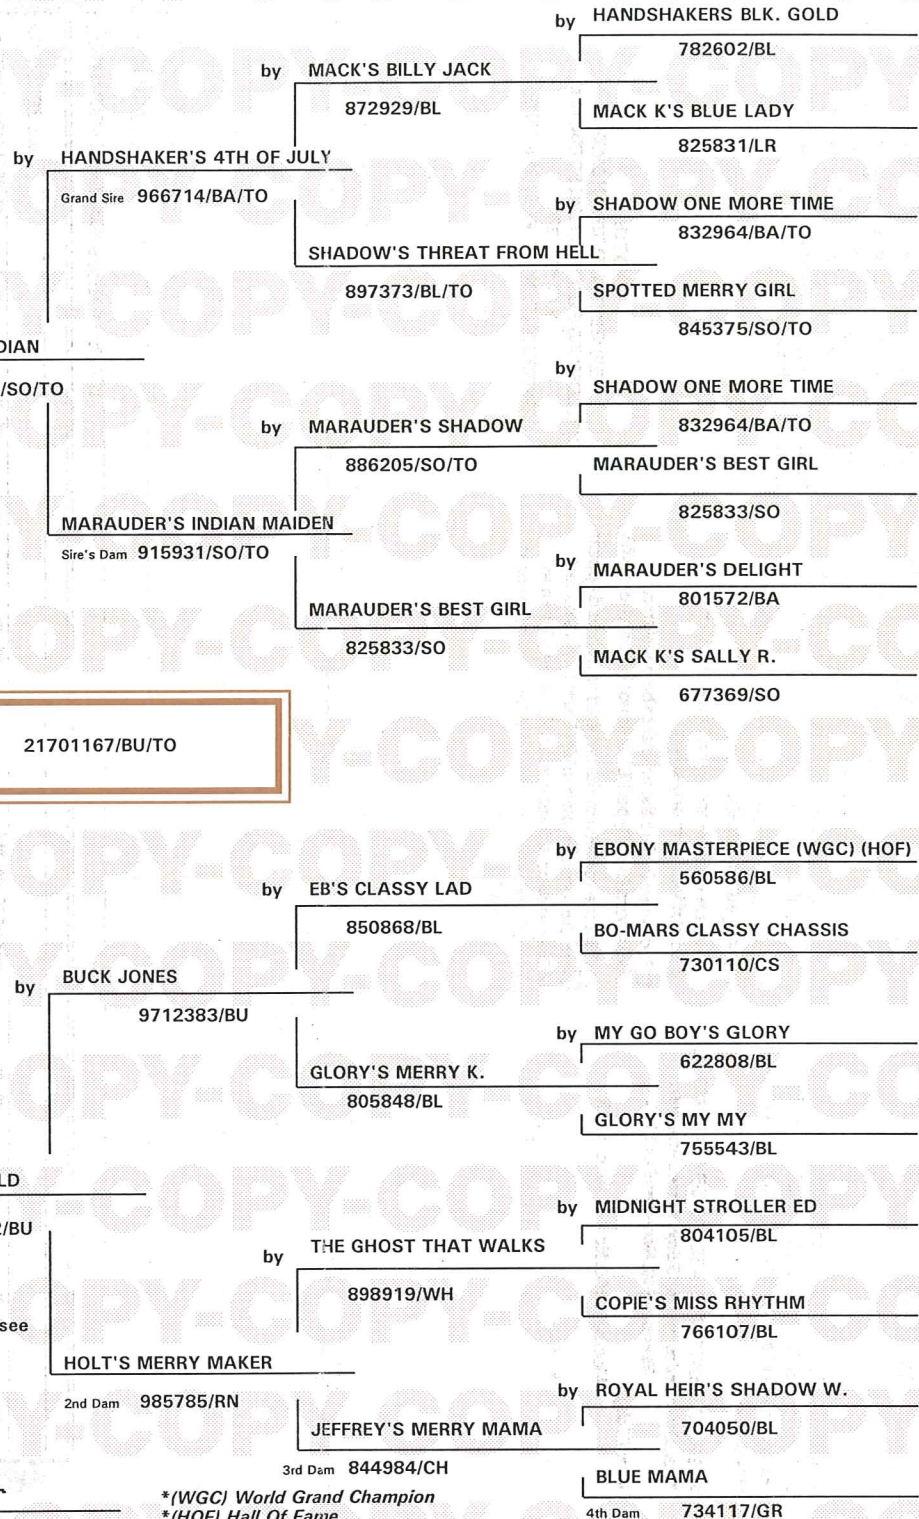 by HANDSHAKERS BLK. GOLD
782602/BL
by MACK'S BILLY JACK
872929/BL
MACK K'S BLUE LADY
825831/LR
by HANDSHAKER'S 4TH OF JULY
Grand Sire 966714/BA/TO
by SHADOW ONE MORE TIME
832964/BA/TO
SHADOW'S THREAT FROM HELL
897373/BL/TO
SPOTTED MERRY GIRL
845375/SO/TO
DIAN
/SO/TO
by
SHADOW ONE MORE TIME
832964/BA/TO
by MARAUDER'S SHADOW
886205/SO/TO
MARAUDER'S BEST GIRL
825833/SO
MARAUDER'S INDIAN MAIDEN
Sire's Dam 915931/SO/TO
by MARAUDER'S DELIGHT
801572/BA
MARAUDER'S BEST GIRL
825833/SO
MACK K'S SALLY R.
677369/SO
21701167/BU/TO
by EBONY MASTERPIECE (WGC) (HOF)
560586/BL
by EB'S CLASSY LAD
850868/BL
BO-MARS CLASSY CHASSIS
730110/CS
by BUCK JONES
9712383/BU
by MY GO BOY'S GLORY
622808/BL
GLORY'S MERRY K.
805848/BL
GLORY'S MY MY
755543/BL
LD
/BU
by MIDNIGHT STROLLER ED
804105/BL
by THE GHOST THAT WALKS
898919/WH
COPIE'S MISS RHYTHM
766107/BL
see
HOLT'S MERRY MAKER
2nd Dam 985785/RN
by ROYAL HEIR'S SHADOW W.
704050/BL
JEFFREY'S MERRY MAMA
3rd Dam 844984/CH
BLUE MAMA
4th Dam 734117/GR
*(WGC) World Grand Champion
*(HOF) Hall Of Fame